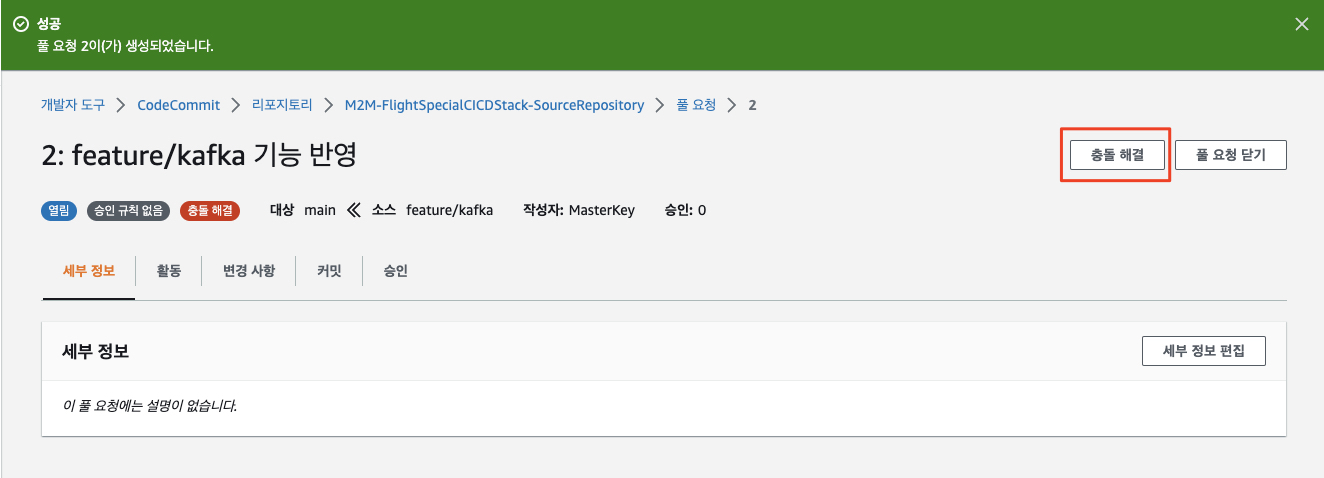 성공
풀 요청 2이(가) 생성되었습니다.
개발자 도구 > CodeCommit > 리포지토리 > M2M-FlightSpecialCICDStack-SourceRepository > 풀 요청 > 2
2: feature/kafka 기능 반영
충돌 해결 풀 요청 닫기
열림 승인 규칙 없음 충돌 해결 대상 main 소스 feature/kafka 작성자: MasterKey 승인: 0
세부 정보 활동 변경 사항 커밋 승인
세부 정보 세부 정보 편집
이 풀 요청에는 설명이 없습니다.